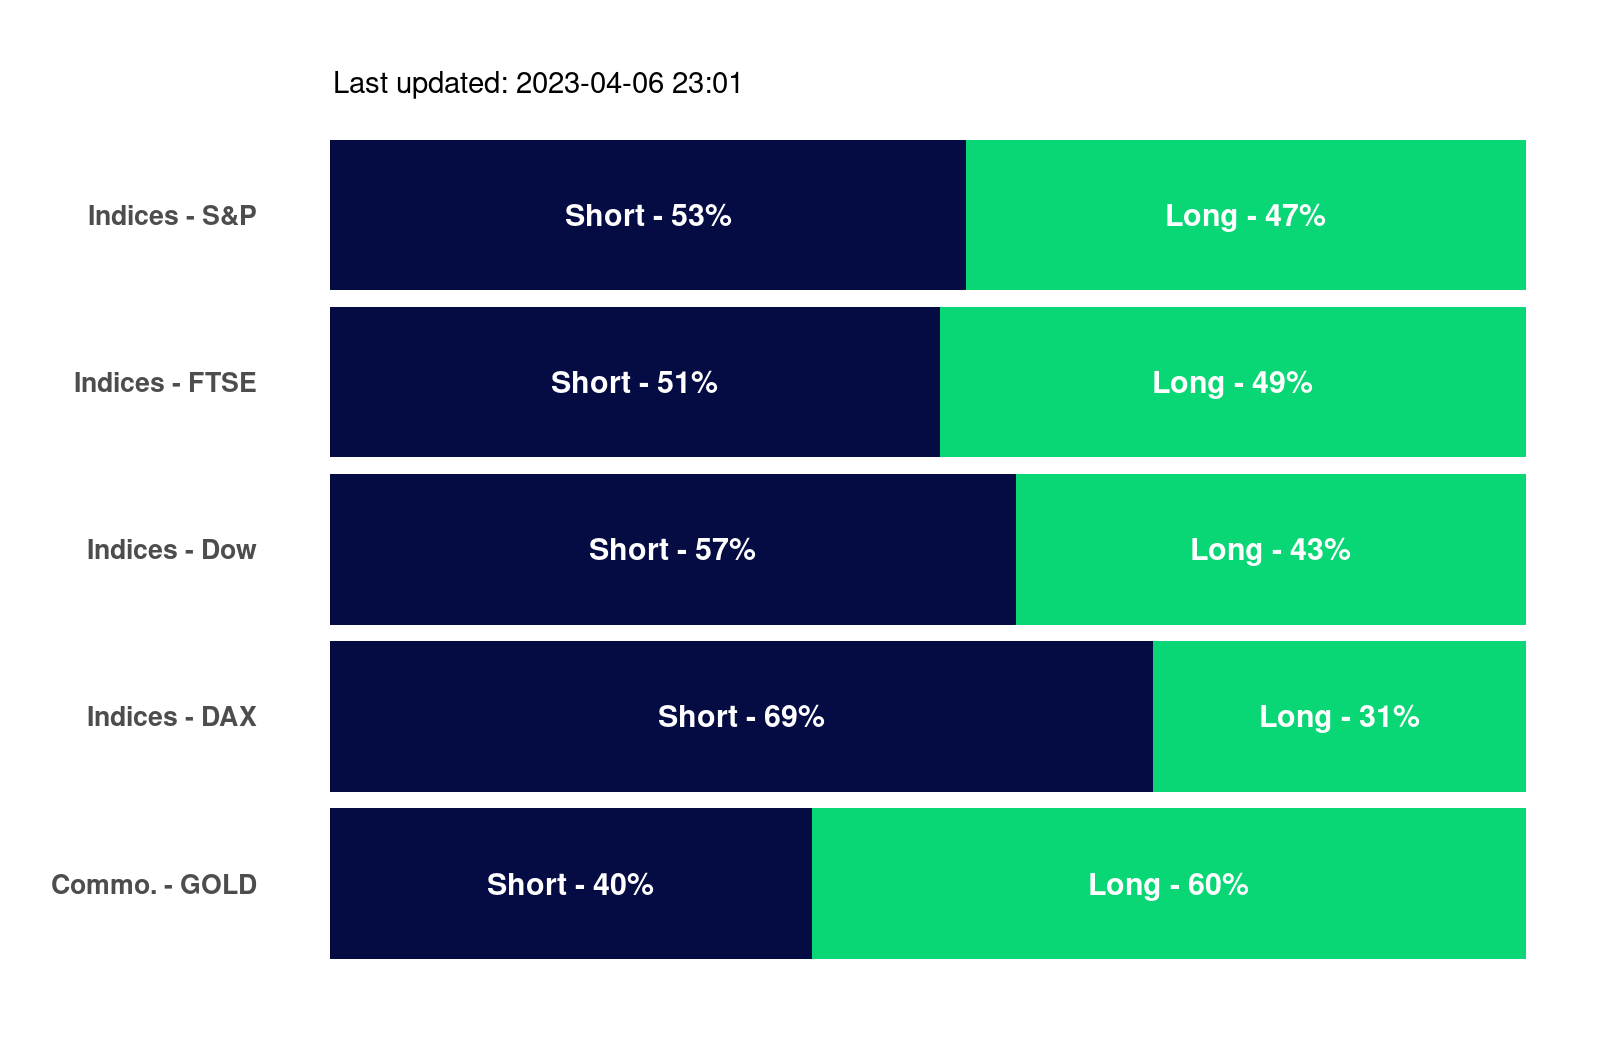 Last updated: 2023-04-06 23:01
Indices - S&P Short - 53% Long - 47%
Indices - FTSE Short - 51% Long - 49%
Indices - Dow Short - 57% Long - 43%
Indices - DAX Short - 69% Long - 31%
Commo. - GOLD Short - 40% Long - 60%